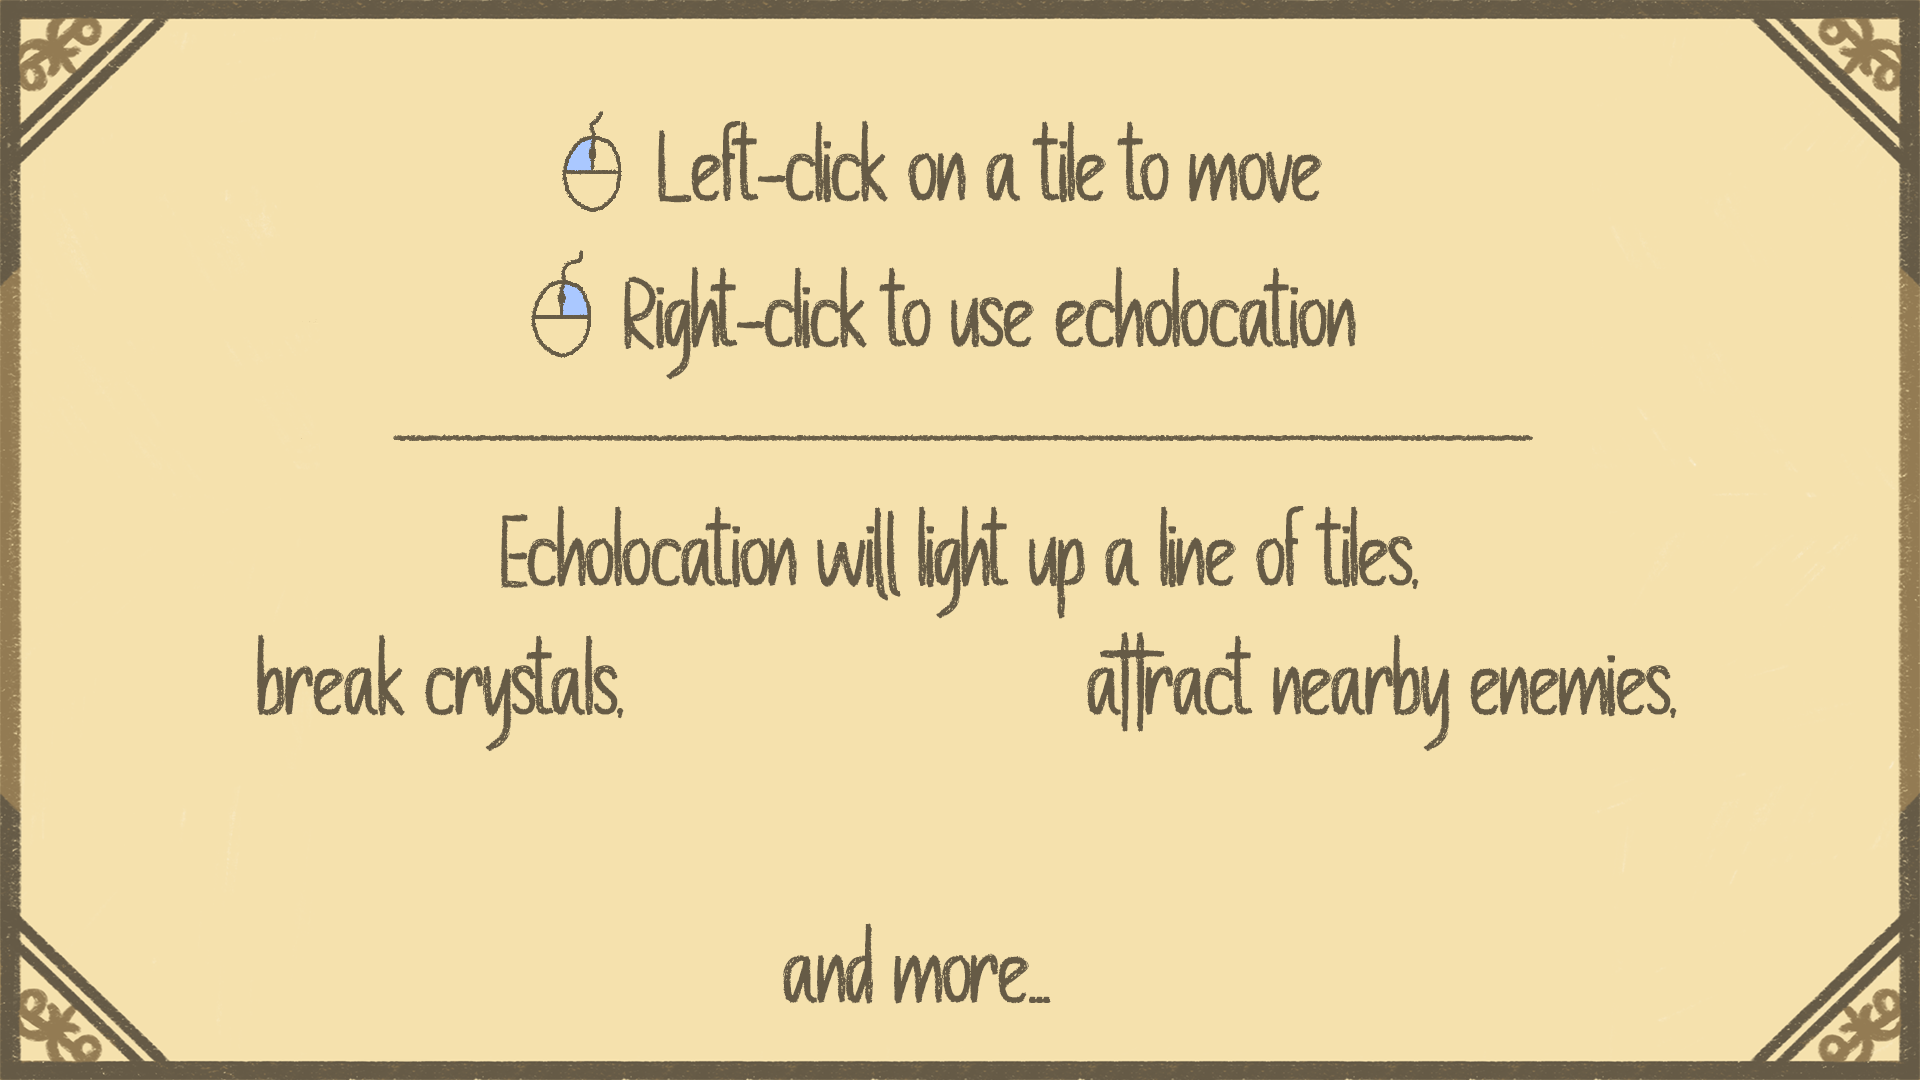 Left-click on a tile to move
Right-click to use echolocation
Echolocation will light up a line of tiles,
break crystals,
attract nearby enemies,
and more...